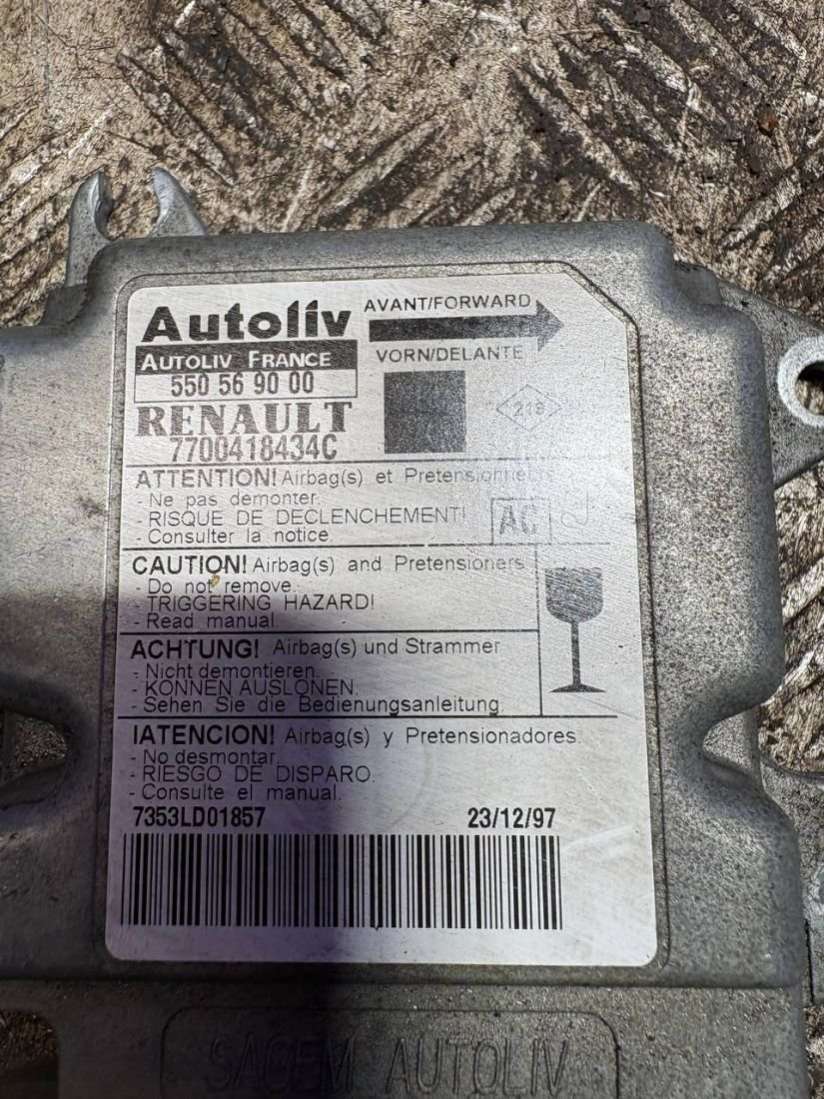 Autoliv
AVANT/FORWARD
AUTOLIV FRANCE
VORN/DELANTE
550 56 90 00
RENAULT
218
7700418434C
ATTENTION! Airbag(s) et Pretensionneurs
- Ne pas demonter.
- RISQUE DE DECLENCHEMENT!
- Consulter la notice.
AC
CAUTION! Airbag(s) and Pretensioners
- Do not remove.
- TRIGGERING HAZARD!
- Read manual
ACHTUNG! Airbag(s) und Strammer
- Nicht demontieren.
- KONNEN AUSLONEN.
- Sehen Sie die Bedienungsanleitung
IATENCION! Airbag(s) y Pretensionadores.
- No desmontar.
- RIESGO DE DISPARO.
- Consulte el manual.
7353LD01857 23/12/97
SAGEM AUTOLIV